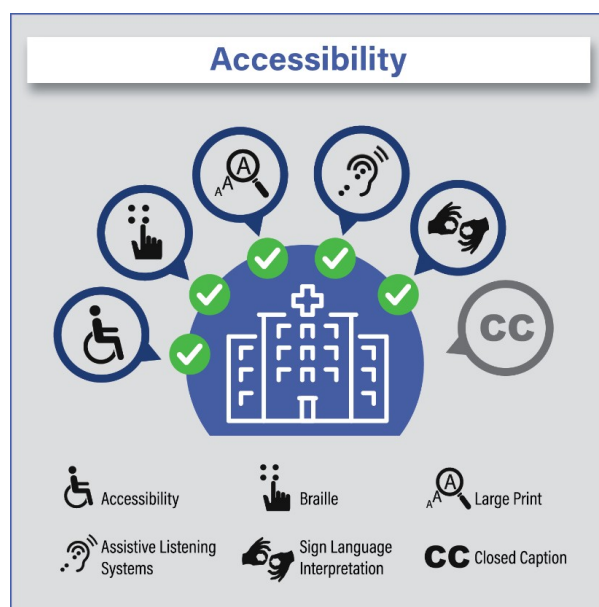 Accessibility
A A A
CC
Accessibility
Braille
A A A Large Print
Assistive Listening
Systems
Sign Language
Interpretation
CC Closed Caption